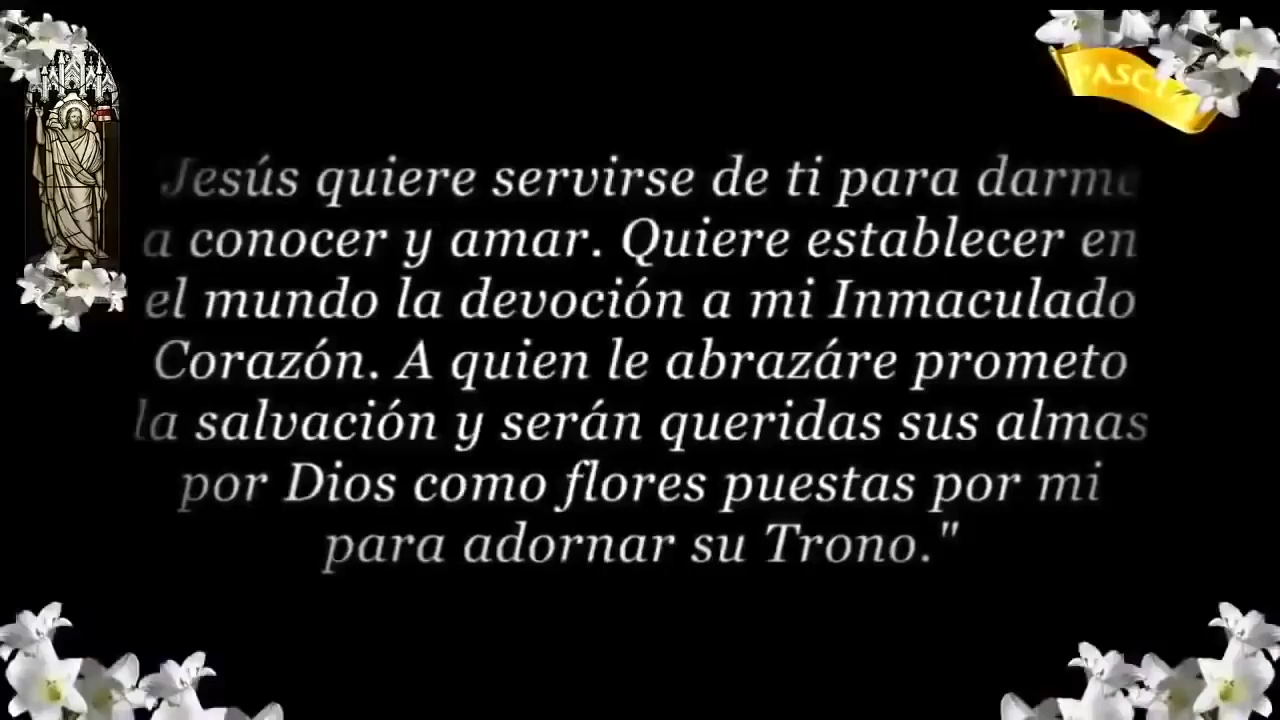 PASCUA
"Jesús quiere servirse de ti para darme
a conocer y amar. Quiere establecer en
el mundo la devoción a mi Inmaculado
Corazón. A quien le abrazáre prometo
la salvación y serán queridas sus almas
por Dios como flores puestas por mi
para adornar su Trono."